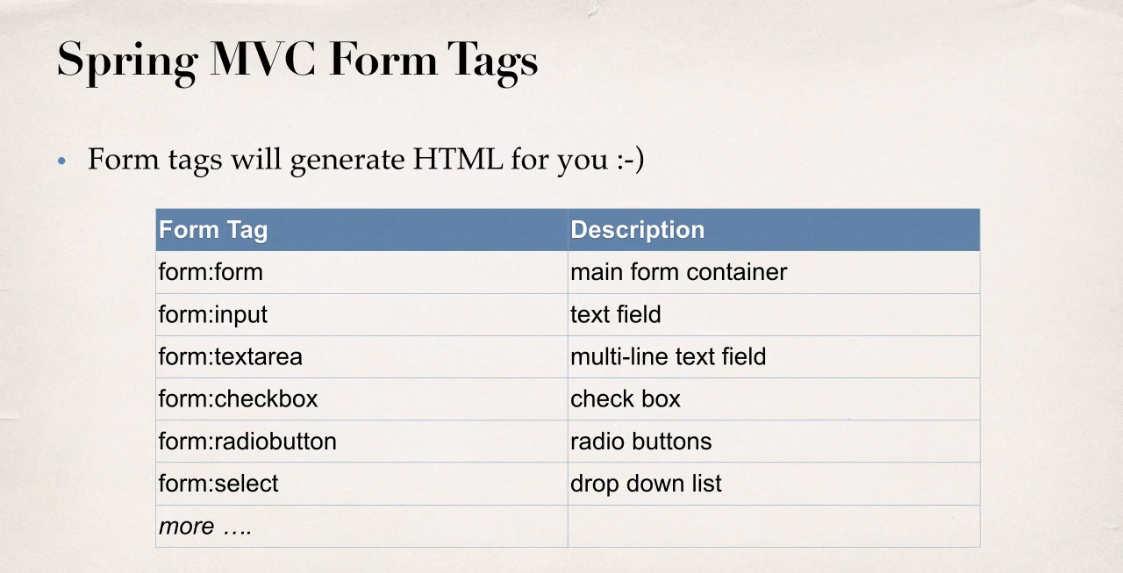 Spring MVC Form Tags
• Form tags will generate HTML for you :-)
Form Tag Description
form:form main form container
form:input text field
form:textarea multi-line text field
form:checkbox check box
form:radiobutton radio buttons
form:select drop down list
more ....